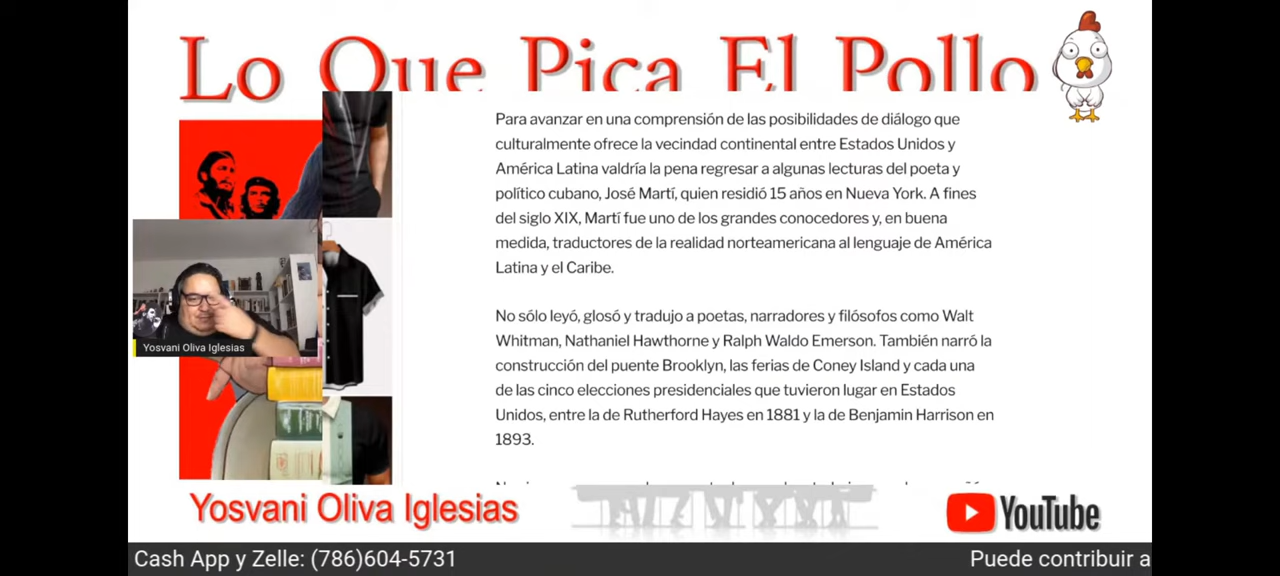 Lo Que Pica El Pollo
Para avanzar en una comprensión de las posibilidades de diálogo que
culturalmente ofrece la vecindad continental entre Estados Unidos y
América Latina valdría la pena regresar a algunas lecturas del poeta y
político cubano, José Martí, quien residió 15 años en Nueva York. A fines
del siglo XIX, Martí fue uno de los grandes conocedores y, en buena
medida, traductores de la realidad norteamericana al lenguaje de América
Latina y el Caribe.
No sólo leyó, glosó y tradujo a poetas, narradores y filósofos como Walt
Whitman, Nathaniel Hawthorne y Ralph Waldo Emerson. También narró la
construcción del puente Brooklyn, las ferias de Coney Island y cada una
de las cinco elecciones presidenciales que tuvieron lugar en Estados
Unidos, entre la de Rutherford Hayes en 1881 y la de Benjamin Harrison en
1893.
Yosvani Oliva Iglesias
Yosvani Oliva Iglesias
YouTube
Cash App y Zelle: (786)604-5731
Puede contribuir a